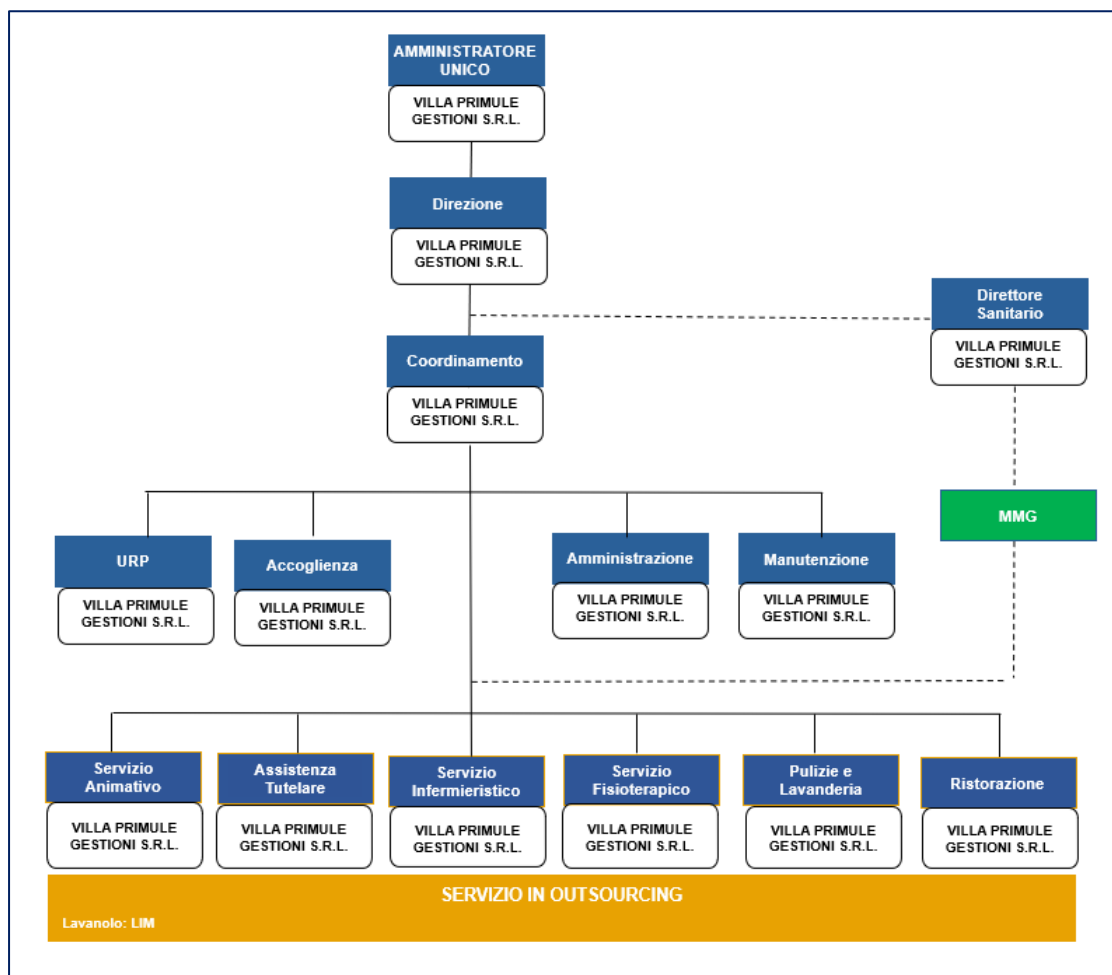 AMMINISTRATORE
UNICO
VILLA PRIMULE
GESTIONI S.R.L.
Direzione
VILLA PRIMULE
GESTIONI S.R.L.
Direttore
Sanitario
VILLA PRIMULE
GESTIONI S.R.L.
Coordinamento
VILLA PRIMULE
GESTIONI S.R.L.
MMG
URP
VILLA PRIMULE
GESTIONI S.R.L.
Accoglienza
VILLA PRIMULE
GESTIONI S.R.L.
Amministrazione
VILLA PRIMULE
GESTIONI S.R.L.
Manutenzione
VILLA PRIMULE
GESTIONI S.R.L.
Servizio
Animativo
VILLA PRIMULE
GESTIONI S.R.L.
Assistenza
Tutelare
VILLA PRIMULE
GESTIONI S.R.L.
Servizio
Infermieristico
VILLA PRIMULE
GESTIONI S.R.L.
Servizio
Fisioterapico
VILLA PRIMULE
GESTIONI S.R.L.
Pulizie e
Lavanderia
VILLA PRIMULE
GESTIONI S.R.L.
Ristorazione
VILLA PRIMULE
GESTIONI S.R.L.
SERVIZIO IN OUTSOURCING
Lavanolo: LIM